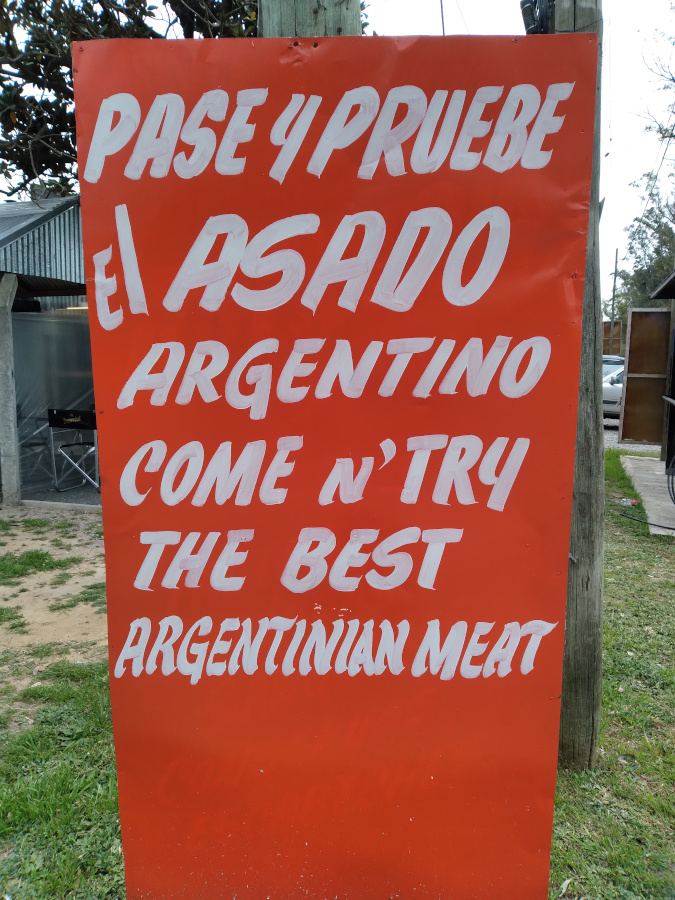 PASE Y PRUEBE
El ASADO
ARGENTINO
COME N' TRY
THE BEST
ARGENTINIAN MEAT